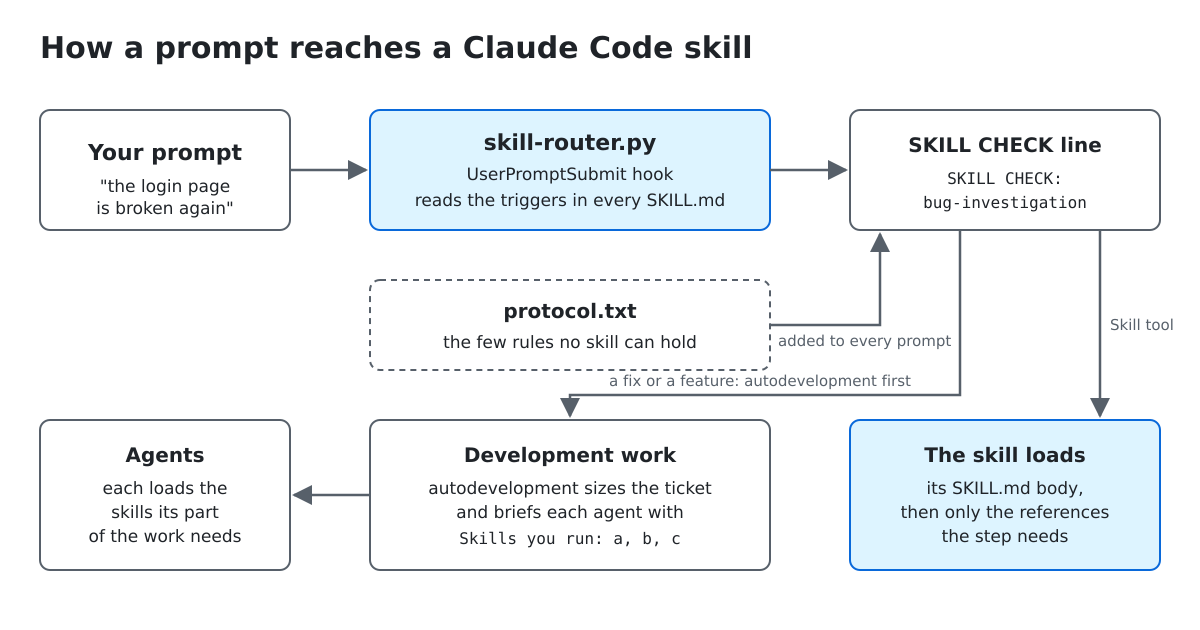 How a prompt reaches a Claude Code skill
Your prompt
"the login page
is broken again"
skill-router.py
UserPromptSubmit hook
reads the triggers in every SKILL.md
SKILL CHECK line
SKILL CHECK:
bug-investigation
protocol.txt
the few rules no skill can hold
added to every prompt
Skill tool
a fix or a feature: autodevelopment first
Agents
each loads the
skills its part
of the work needs
Development work
autodevelopment sizes the ticket
and briefs each agent with
Skills you run: a, b, c
The skill loads
its SKILL.md body,
then only the references
the step needs